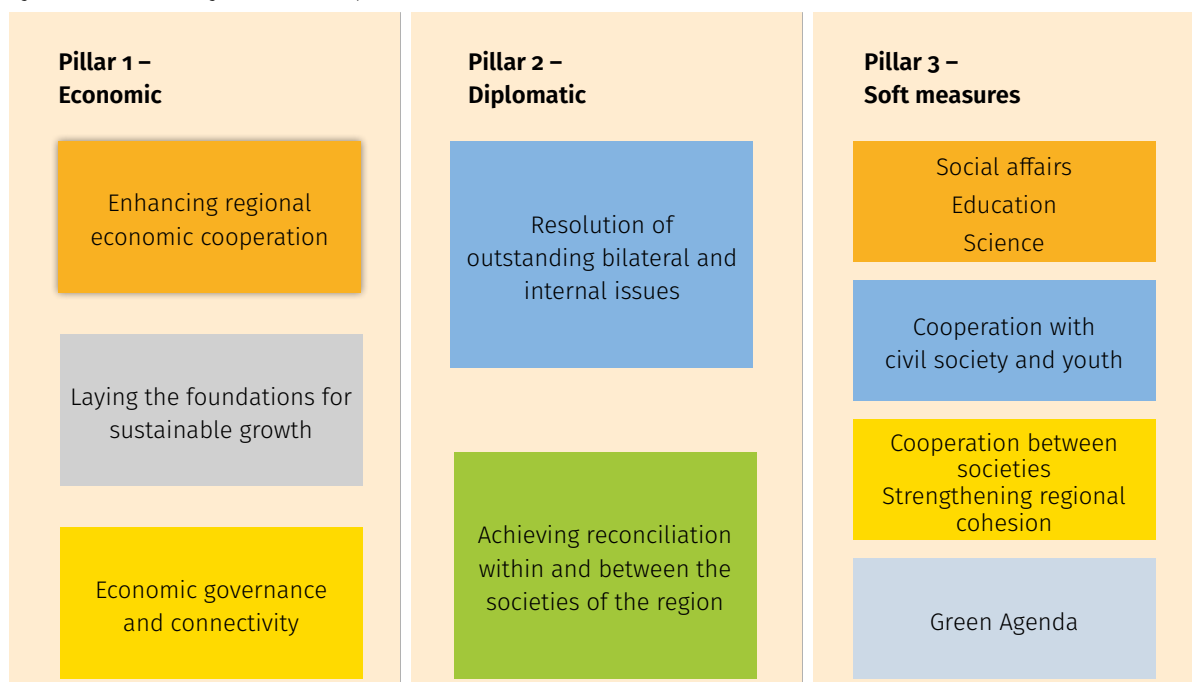 Pillar 1 –
Economic
Enhancing regional
economic cooperation
Laying the foundations for
sustainable growth
Economic governance
and connectivity
Pillar 2 –
Diplomatic
Resolution of
outstanding bilateral and
internal issues
Achieving reconciliation
within and between the
societies of the region
Pillar 3 –
Soft measures
Social affairs
Education
Science
Cooperation with
civil society and youth
Cooperation between
societies
Strengthening regional
cohesion
Green Agenda